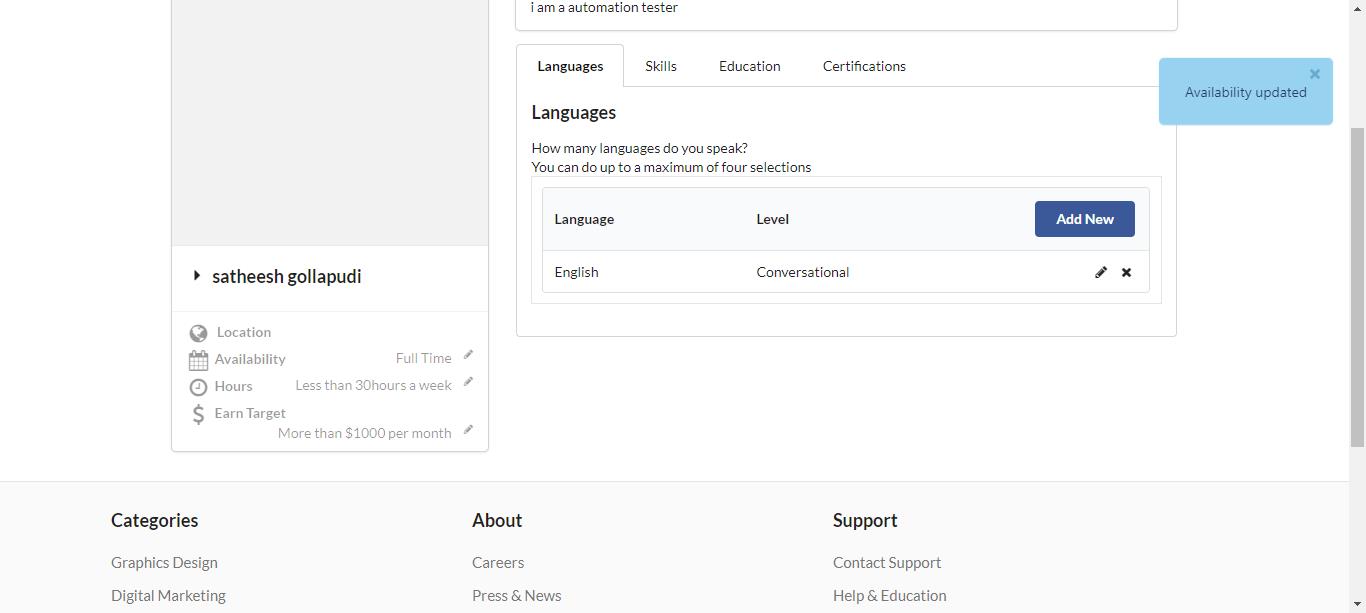 i am a automation tester
Languages Skills Education Certifications
Availability updated
Languages
How many languages do you speak?
You can do up to a maximum of four selections
Language Level Add New
English Conversational
satheesh gollapudi
Location
Availability Full Time
Hours Less than 30hours a week
Earn Target
More than $1000 per month
Categories About Support
Graphics Design Careers Contact Support
Digital Marketing Press & News Help & Education